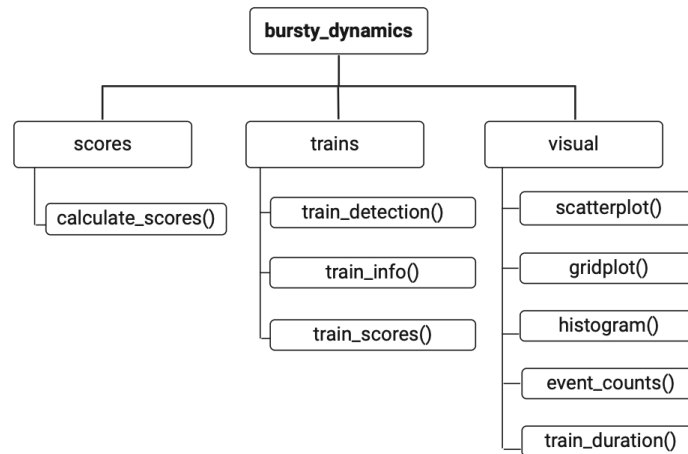 bursty_dynamics
scores
trains
visual
calculate_scores()
train_detection()
train_info()
train_scores()
scatterplot()
gridplot()
histogram()
event_counts()
train_duration()